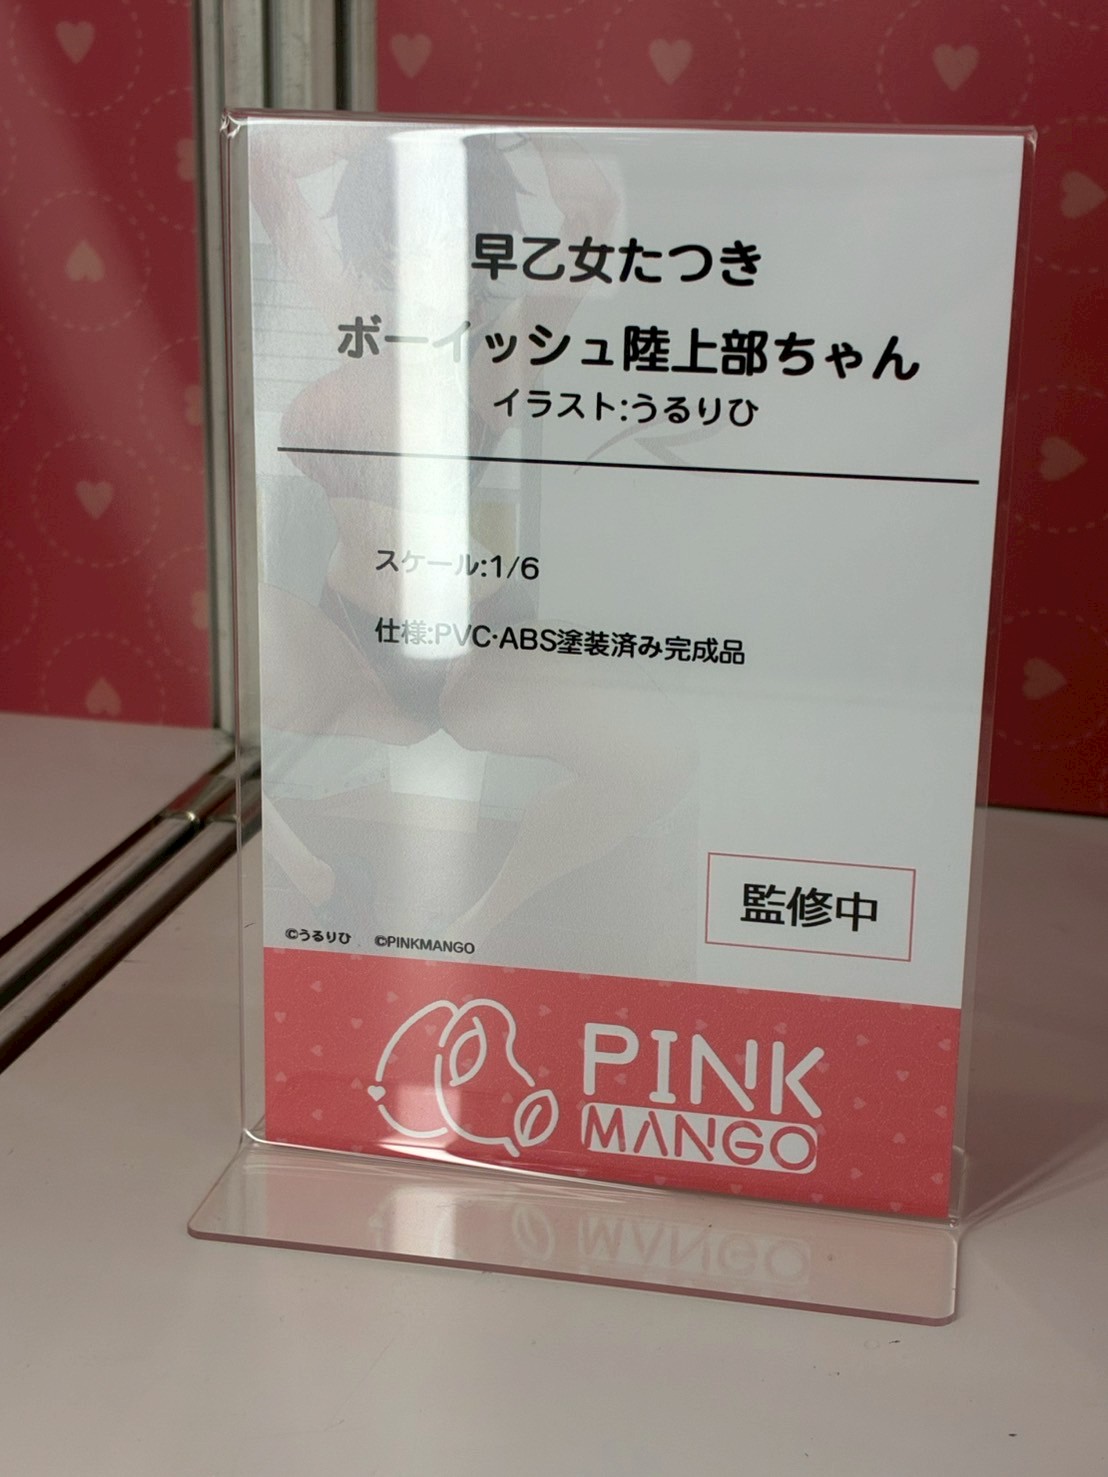 早乙女たつき
ボーイッシュ陸上部ちゃん
イラスト:うるりひ
スケール:1/6
仕様:PVC･ABS塗装済み完成品
監修中
©うるりひ ©PINKMANGO
PINK
MANGO